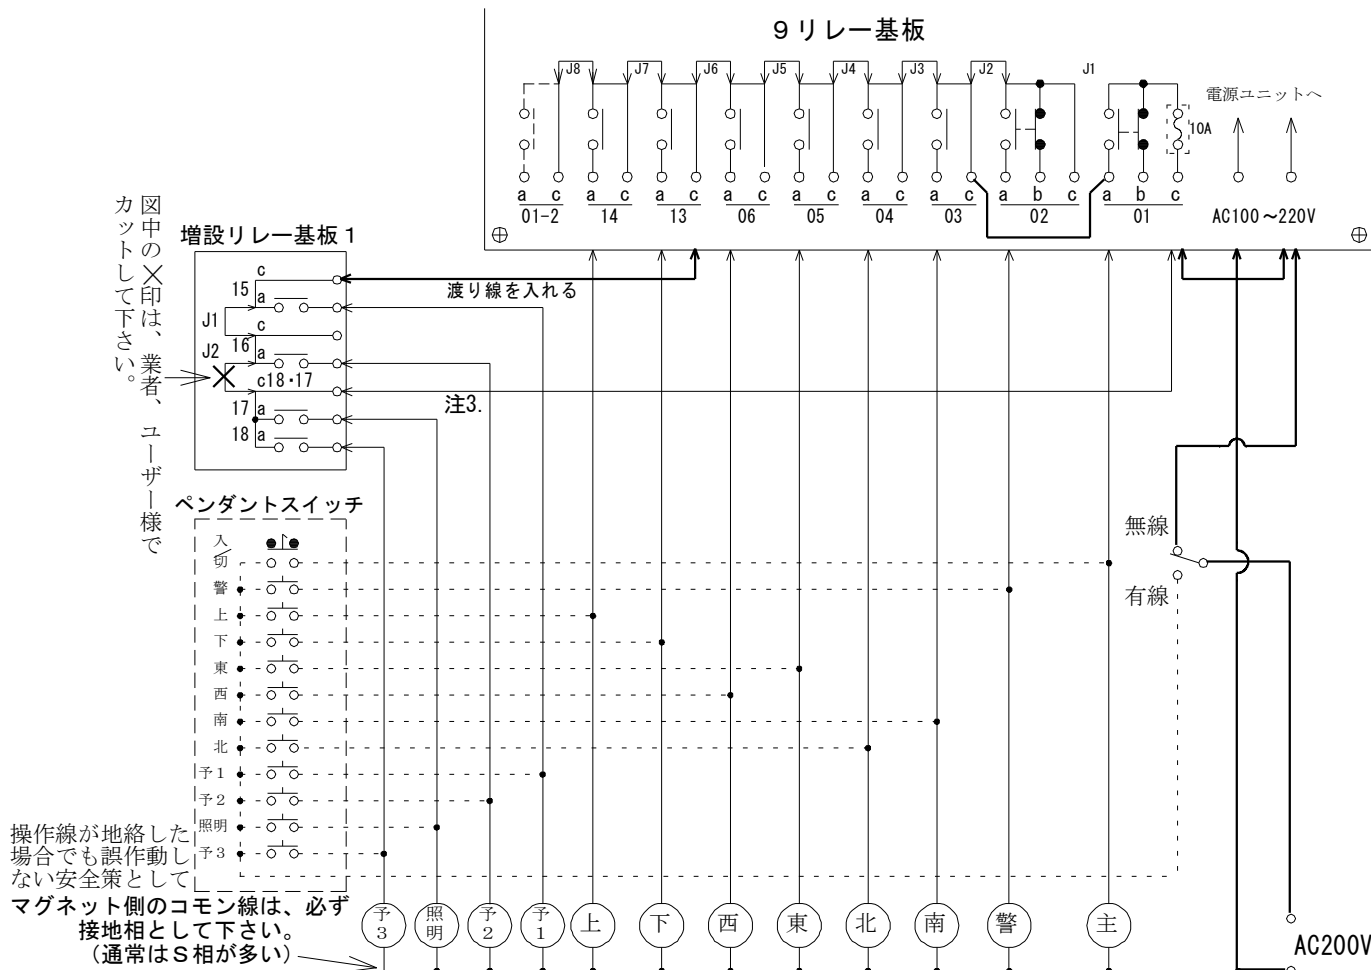 9リレー基板
J8
J7
J6
J5
J4
J3
J2
J1
電源ユニットへ
10A
a c
a c
a c
a c
a c
a c
a c
a b c
a b c
01-2
14
13
06
05
04
03
02
01
AC100~220V
図中の╳印は、業者、ユーザー様で
カットして下さい。
増設リレー基板1
c
15
a
J1
c
16
a
J2
c18・17
17
a
18
a
渡り線を入れる
注3.
ペンダントスイッチ
入/切
警
上
下
東
西
南
北
予1
予2
照明
予3
無線
有線
操作線が地絡した
場合でも誤作動し
ない安全策として
マグネット側のコモン線は、必ず
接地相として下さい。
(通常はS相が多い)
予3
照明
予2
予1
上
下
西
東
北
南
警
主
AC200V